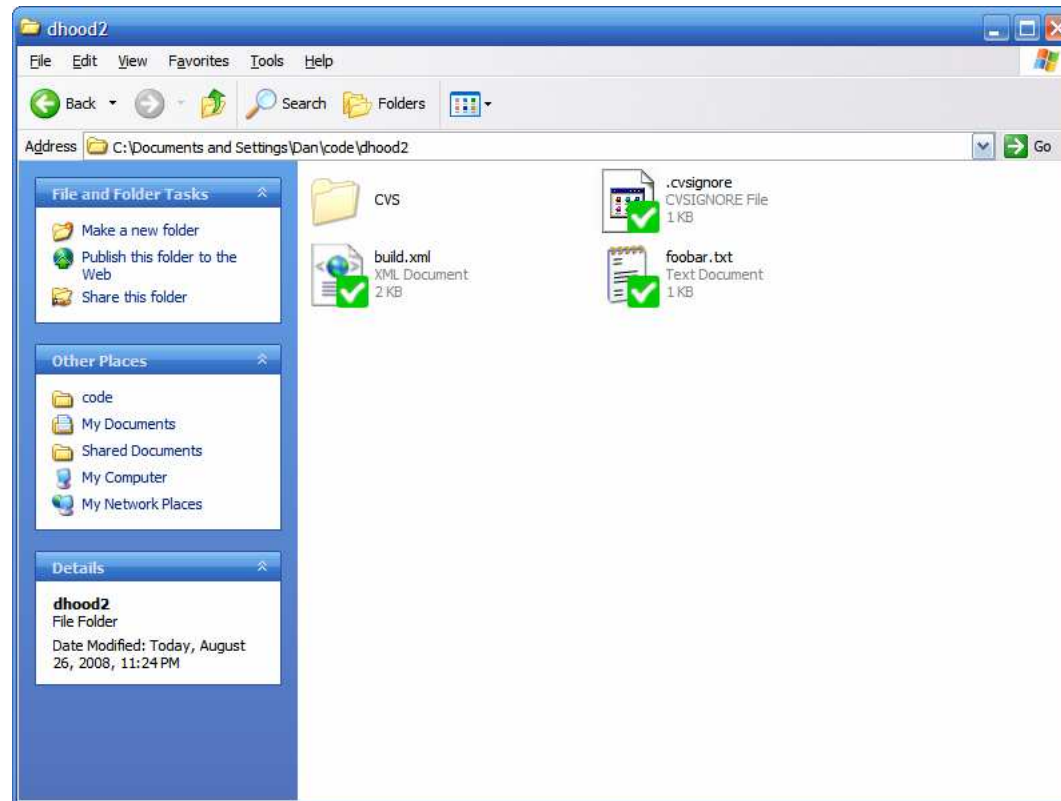 dhood2
File Edit View Favorites Tools Help
Back Search Folders
Address C:\Documents and Settings\Dan\code\dhood2 Go
File and Folder Tasks
Make a new folder
Publish this folder to the
Web
Share this folder
Other Places
code
My Documents
Shared Documents
My Computer
My Network Places
Details
dhood2
File Folder
Date Modified: Today, August
26, 2008, 11:24 PM
CVS
.cvsignore
CVSIGNORE File
1 KB
build.xml
XML Document
2 KB
foobar.txt
Text Document
1 KB